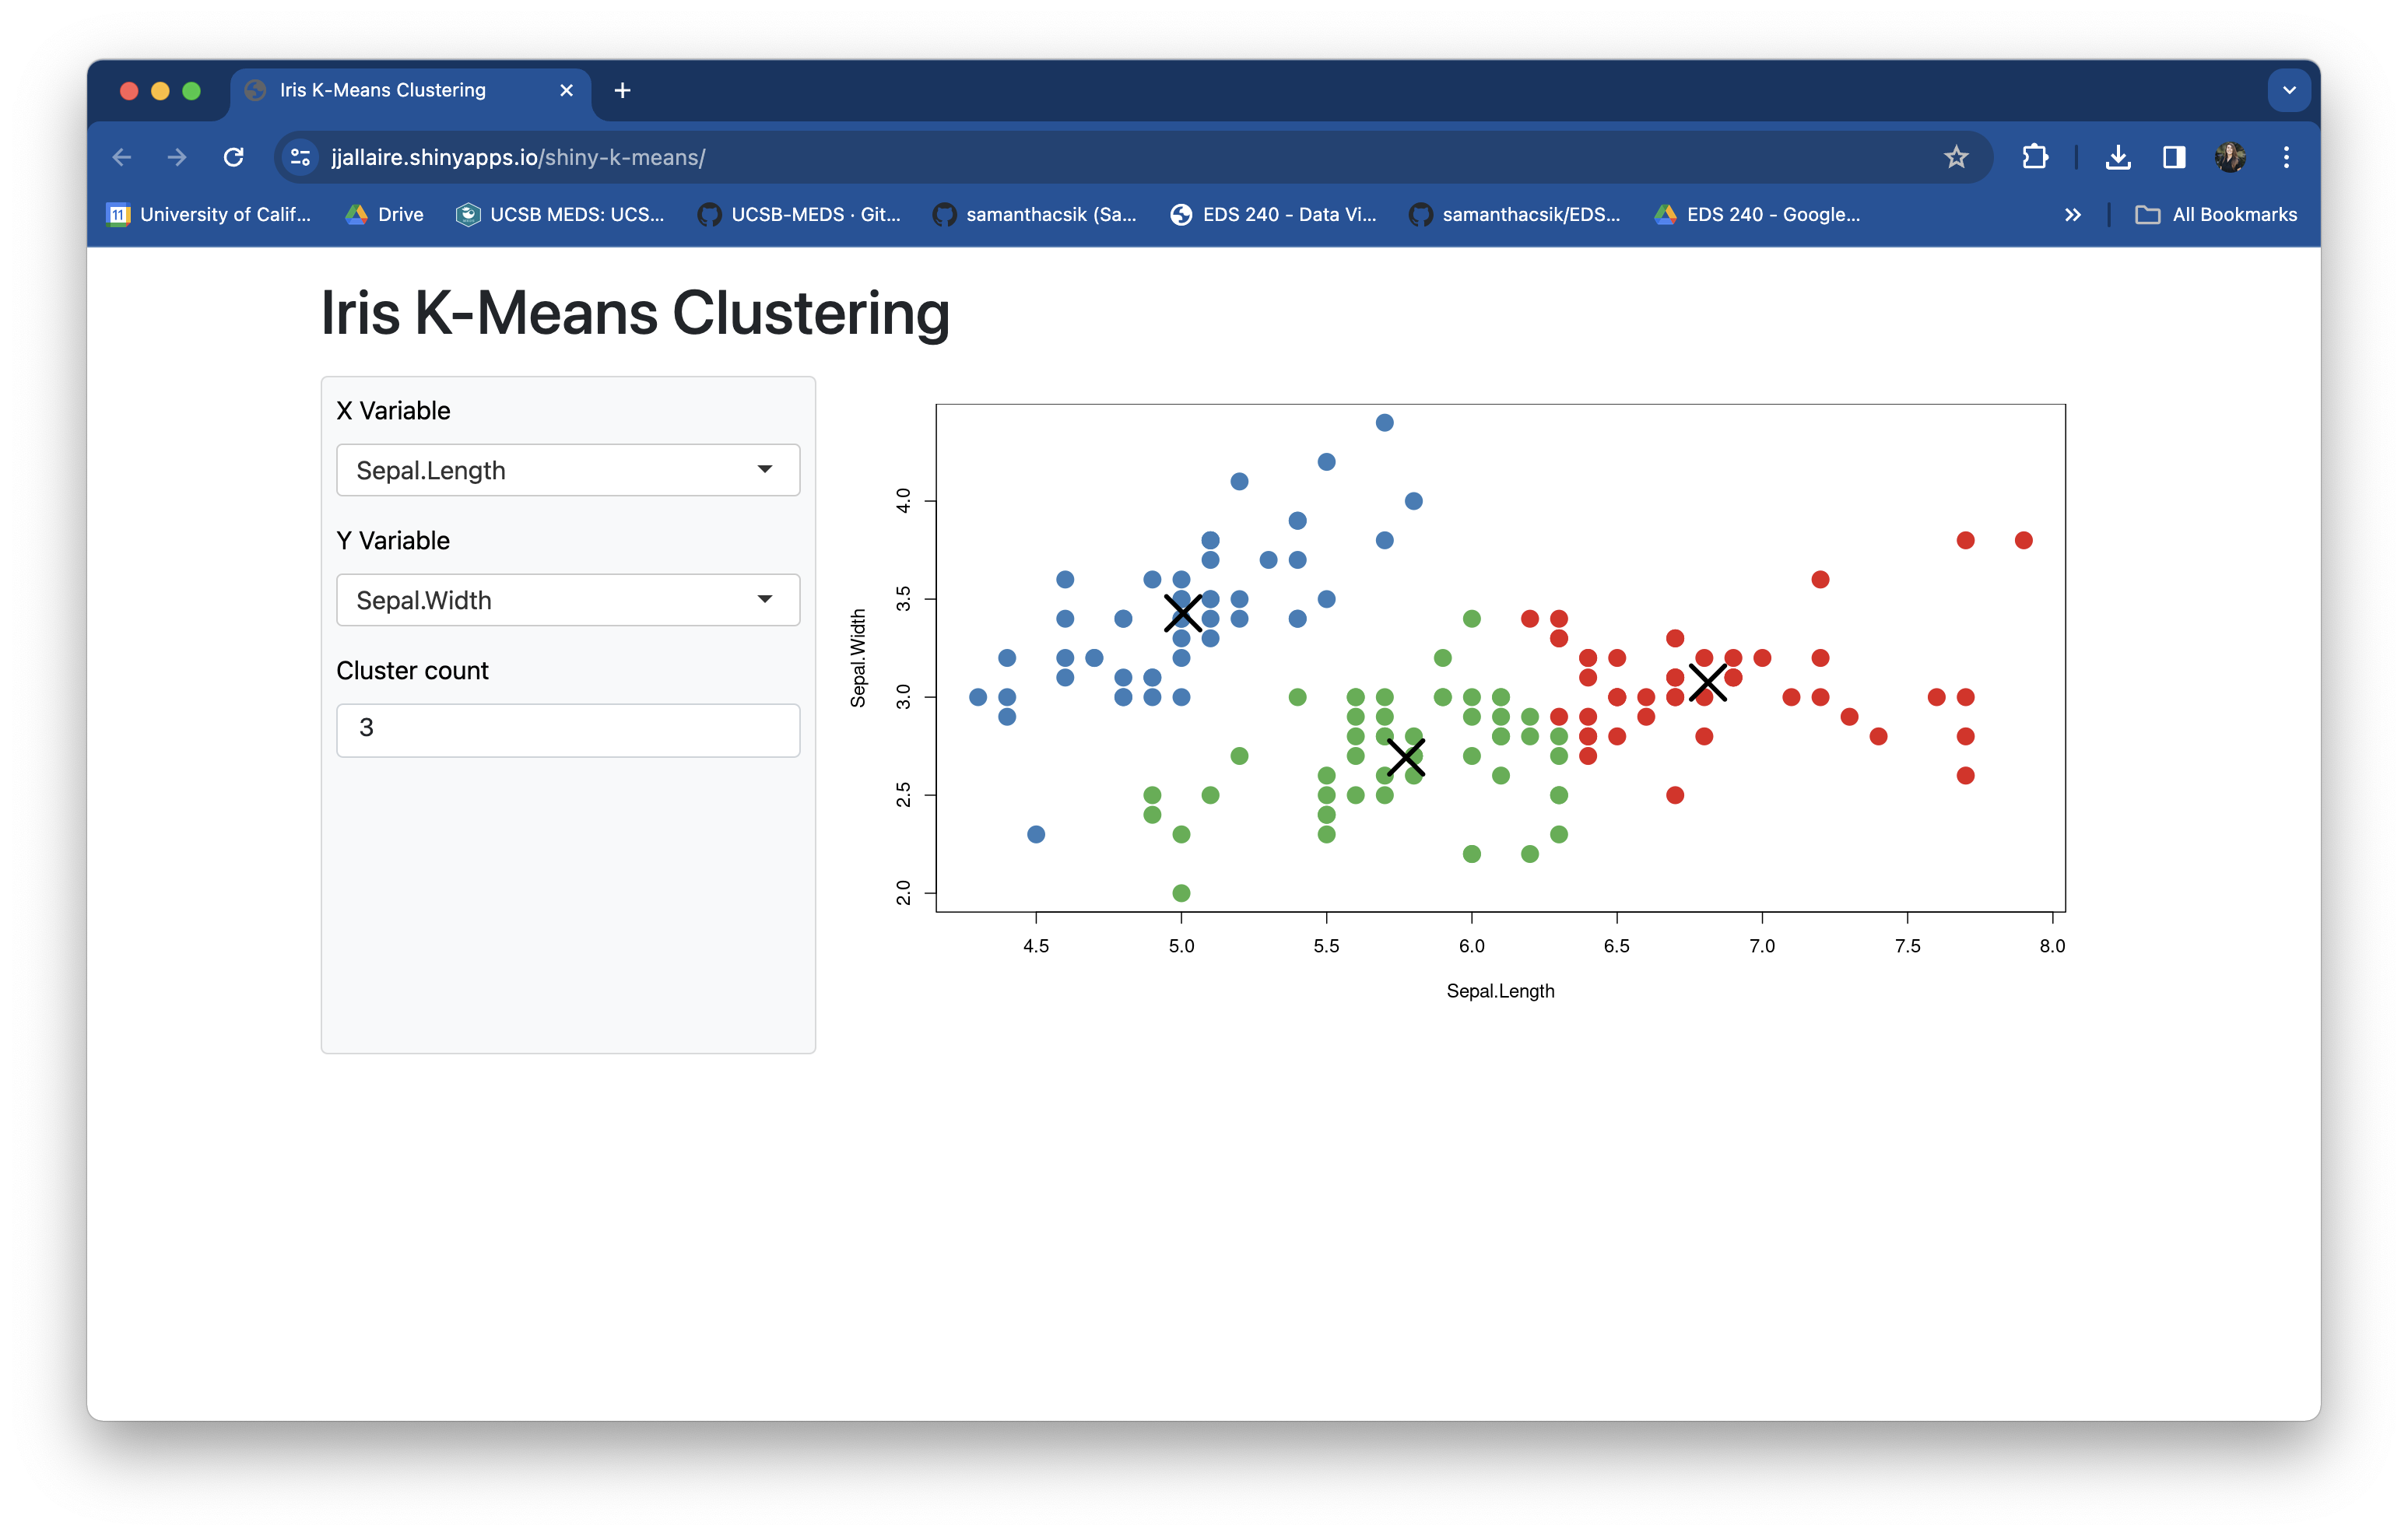 Iris K-Means Clustering
jjallaire.shinyapps.io/shiny-k-means/
11 University of Calif... Drive UCSB MEDS: UCS... UCSB-MEDS · Git... samanthacsik (Sa... EDS 240 - Data Vi... samanthacsik/EDS... EDS 240 - Google... » All Bookmarks
Iris K-Means Clustering
X Variable
Sepal.Length
Y Variable
Sepal.Width
Cluster count
3
Sepal.Width
4.0
3.5
3.0
2.5
2.0
4.5 5.0 5.5 6.0 6.5 7.0 7.5 8.0
Sepal.Length